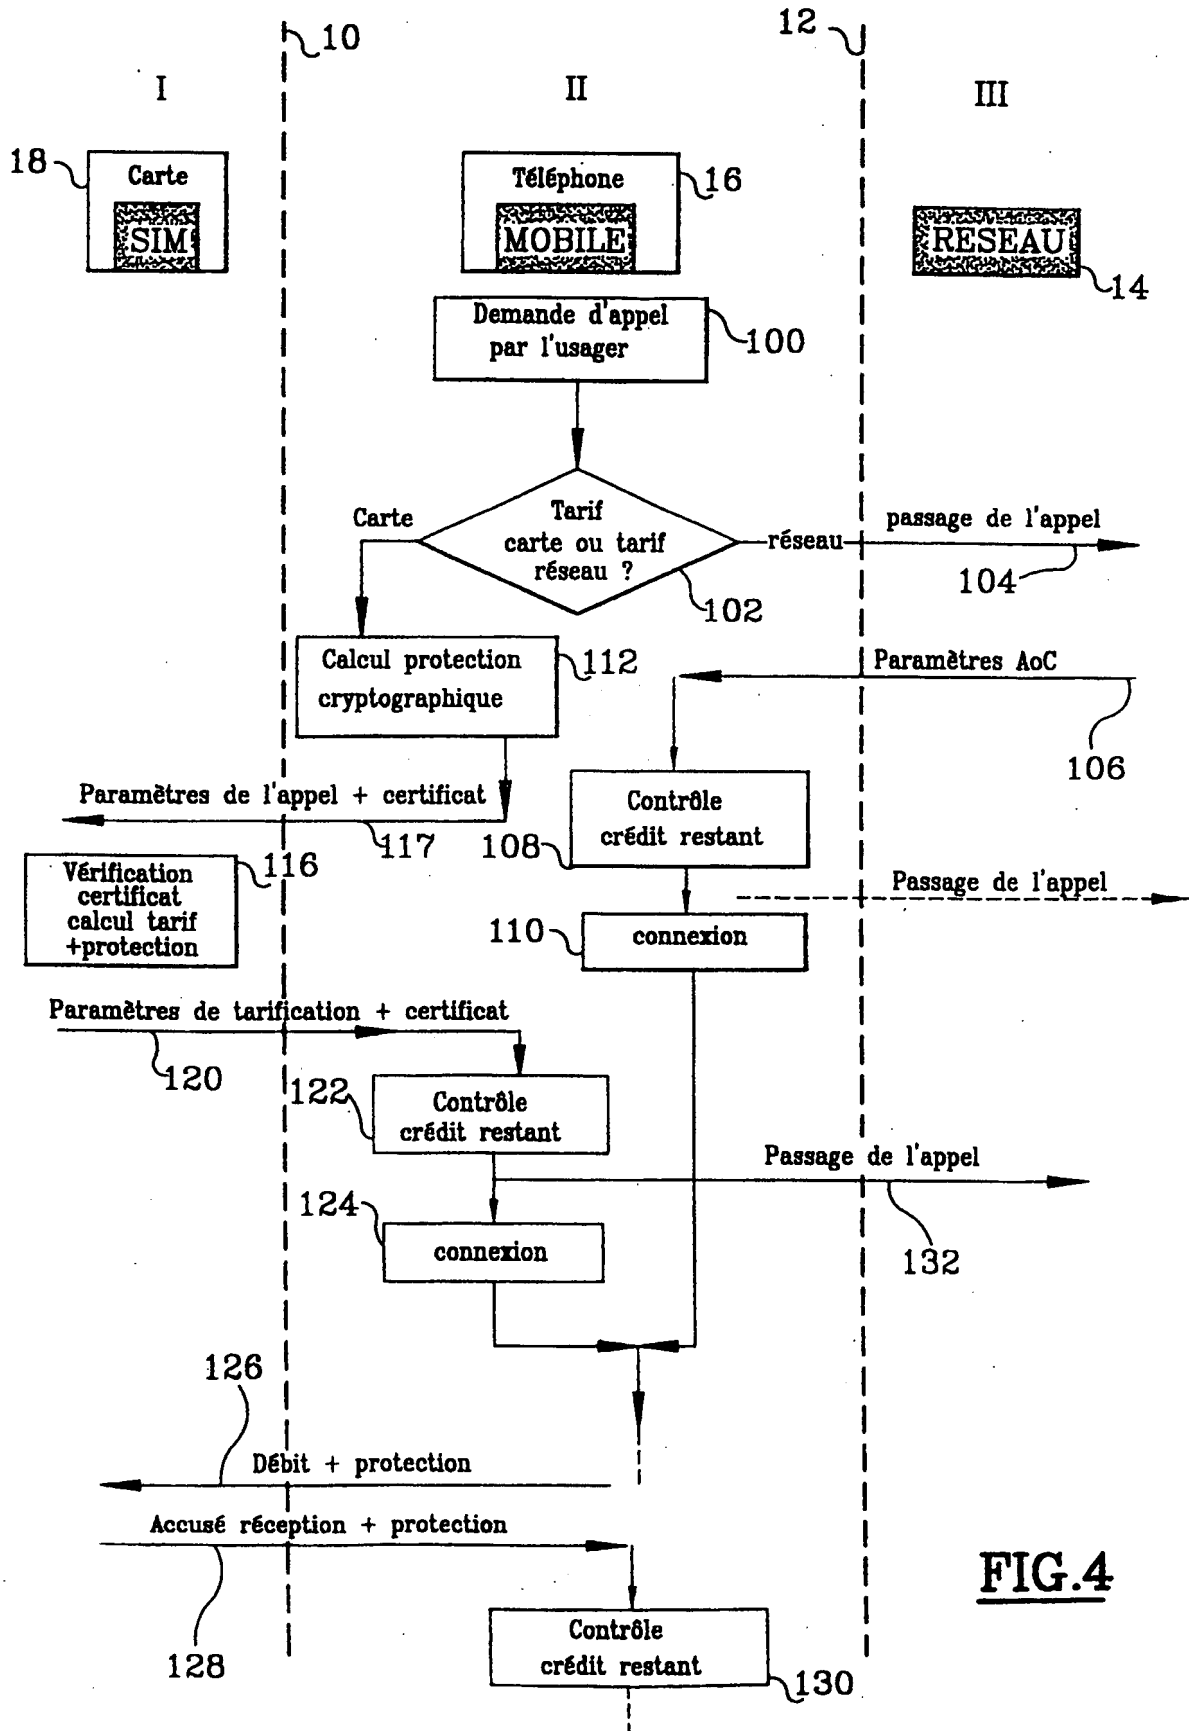 10
12
I
II
III
18
Carte
SIM
Téléphone
MOBILE
16
RESEAU
14
Demande d'appel
par l'usager
100
Carte
Tarif
carte ou tarif
réseau ?
réseau
passage de l'appel
104
102
Calcul protection
cryptographique
112
Paramètres AoC
106
Paramètres de l'appel + certificat
117
Contrôle
crédit restant
108
116
Vérification
certificat
calcul tarif
+protection
Passage de l'appel
110
connexion
Paramètres de tarification + certificat
120
122
Contrôle
crédit restant
Passage de l'appel
132
124
connexion
126
Débit + protection
Accusé réception + protection
128
Contrôle
crédit restant
130
FIG.4